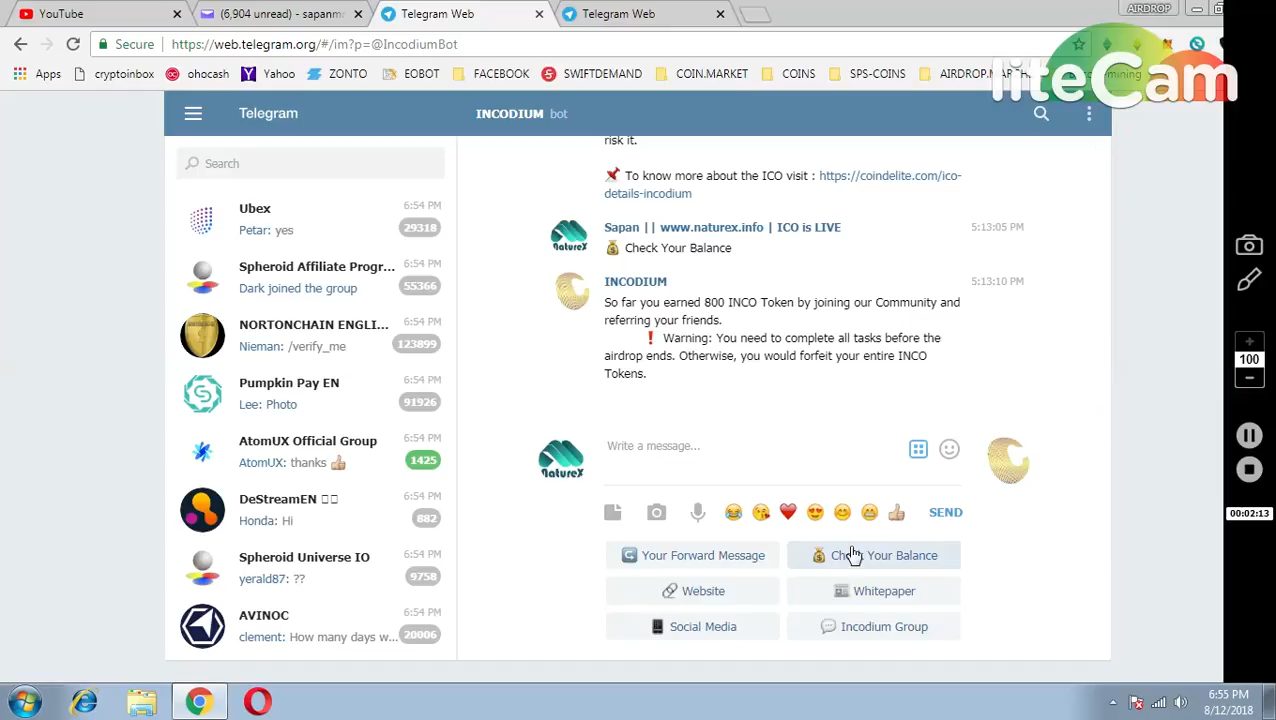 YouTube
(6,904 unread) - sapanm
Telegram Web
Telegram Web
AIRDROP
Secure
https://web.telegram.org/#/im?p=@IncodiumBot
Apps
cryptoinbox
ohocash
Yahoo
ZONTO
EOBOT
FACEBOOK
SWIFTDEMAND
COIN.MARKET
COINS
SPS-COINS
mining
liteCam
Telegram
INCODIUM bot
Search
Ubex
6:54 PM
Petar: yes
29318
Spheroid Affiliate Progr...
6:54 PM
Dark joined the group
55366
NORTONCHAIN ENGLI...
6:54 PM
Nieman: /verify_me
123899
Pumpkin Pay EN
6:54 PM
Lee: Photo
91926
AtomUX Official Group
6:54 PM
AtomUX: thanks 👍
1425
DeStreamEN
6:54 PM
Honda: Hi
882
Spheroid Universe IO
6:54 PM
yerald87: ??
9758
AVINOC
6:54 PM
clement: How many days w...
20006
risk it.
📌 To know more about the ICO visit : https://coindelite.com/ico-
details-incodium
NatureX
Sapan || www.naturex.info | ICO is LIVE
5:13:05 PM
💰 Check Your Balance
INCODIUM
5:13:10 PM
So far you earned 800 INCO Token by joining our Community and
referring your friends.
❗ Warning: You need to complete all tasks before the
airdrop ends. Otherwise, you would forfeit your entire INCO
Tokens.
NatureX
Write a message...
SEND
Your Forward Message
Check Your Balance
Website
Whitepaper
Social Media
Incodium Group
100
00:02:13
6:55 PM
8/12/2018